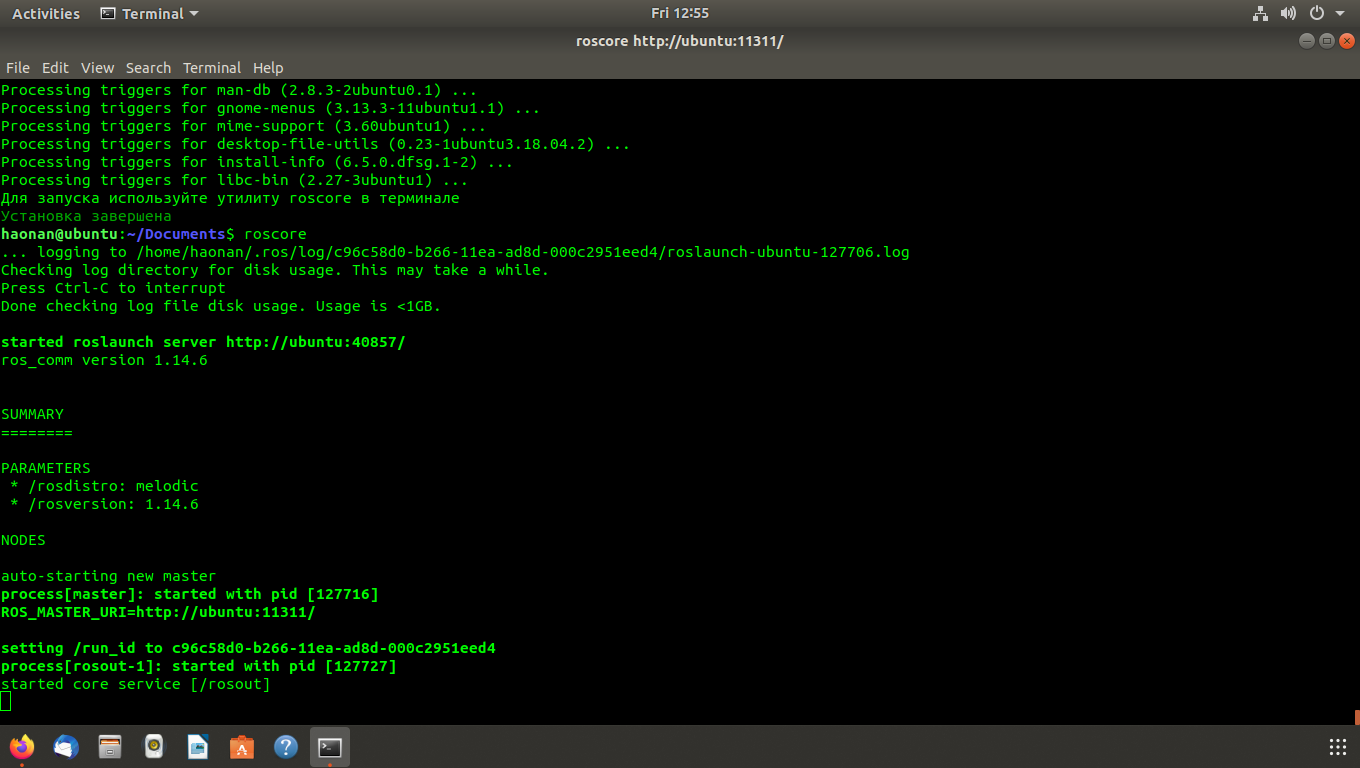 Activities Terminal Fri 12:55
roscore http://ubuntu:11311/
File Edit View Search Terminal Help
Processing triggers for man-db (2.8.3-2ubuntu0.1) ...
Processing triggers for gnome-menus (3.13.3-11ubuntu1.1) ...
Processing triggers for mime-support (3.60ubuntu1) ...
Processing triggers for desktop-file-utils (0.23-1ubuntu3.18.04.2) ...
Processing triggers for install-info (6.5.0.dfsg.1-2) ...
Processing triggers for libc-bin (2.27-3ubuntu1) ...
Для запуска используйте утилиту roscore в терминале
Установка завершена
haonan@ubuntu:~/Documents$ roscore
... logging to /home/haonan/.ros/log/c96c58d0-b266-11ea-ad8d-000c2951eed4/roslaunch-ubuntu-127706.log
Checking log directory for disk usage. This may take a while.
Press Ctrl-C to interrupt
Done checking log file disk usage. Usage is <1GB.
started roslaunch server http://ubuntu:40857/
ros_comm version 1.14.6
SUMMARY
========
PARAMETERS
* /rosdistro: melodic
* /rosversion: 1.14.6
NODES
auto-starting new master
process[master]: started with pid [127716]
ROS_MASTER_URI=http://ubuntu:11311/
setting /run_id to c96c58d0-b266-11ea-ad8d-000c2951eed4
process[rosout-1]: started with pid [127727]
started core service [/rosout]